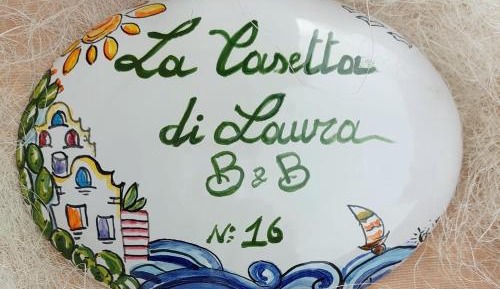 La Casetta
di Laura
B & B
N: 16